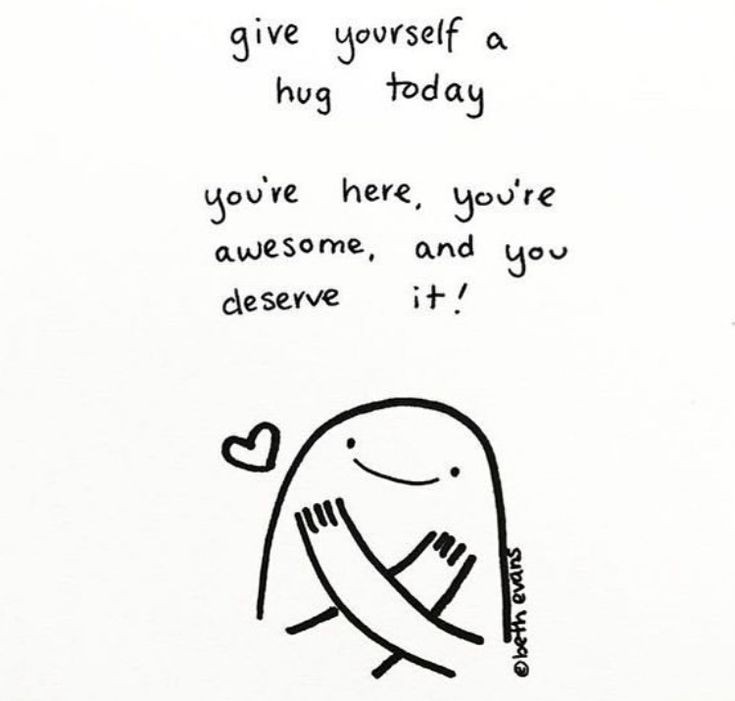 give yourself a
hug today
you're here, you're
awesome, and you
deserve it!
©beth evans